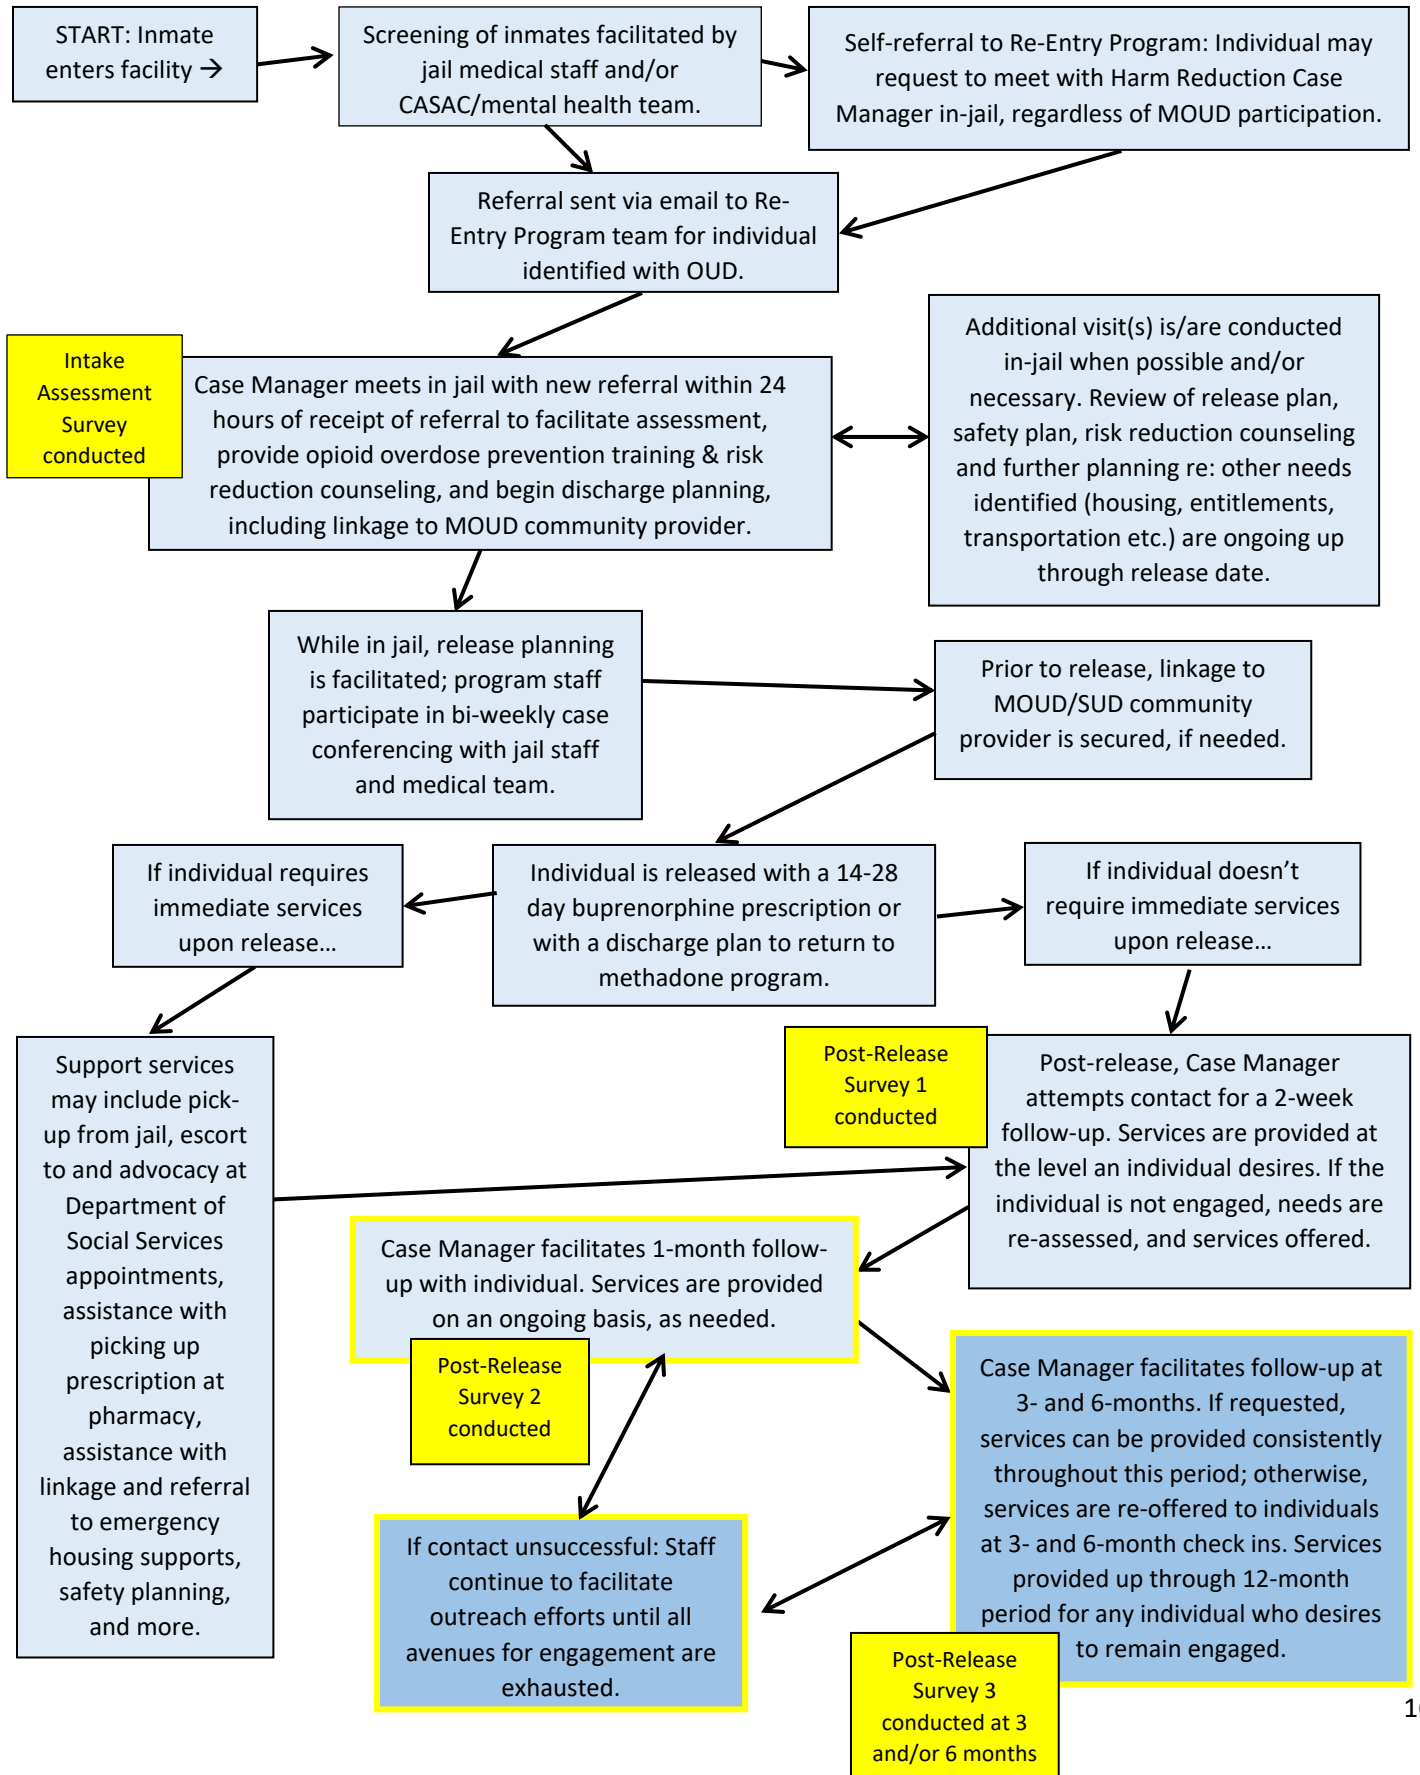 START: Inmate
enters facility →
Screening of inmates facilitated by
jail medical staff and/or
CASAC/mental health team.
Self-referral to Re-Entry Program: Individual may
request to meet with Harm Reduction Case
Manager in-jail, regardless of MOUD participation.
Referral sent via email to Re-
Entry Program team for individual
identified with OUD.
Intake
Assessment
Survey
conducted
Case Manager meets in jail with new referral within 24
hours of receipt of referral to facilitate assessment,
provide opioid overdose prevention training & risk
reduction counseling, and begin discharge planning,
including linkage to MOUD community provider.
Additional visit(s) is/are conducted
in-jail when possible and/or
necessary. Review of release plan,
safety plan, risk reduction counseling
and further planning re: other needs
identified (housing, entitlements,
transportation etc.) are ongoing up
through release date.
While in jail, release planning
is facilitated; program staff
participate in bi-weekly case
conferencing with jail staff
and medical team.
Prior to release, linkage to
MOUD/SUD community
provider is secured, if needed.
If individual requires
immediate services
upon release…
Individual is released with a 14-28
day buprenorphine prescription or
with a discharge plan to return to
methadone program.
If individual doesn’t
require immediate services
upon release…
Support services
may include pick-
up from jail, escort
to and advocacy at
Department of
Social Services
appointments,
assistance with
picking up
prescription at
pharmacy,
assistance with
linkage and referral
to emergency
housing supports,
safety planning,
and more.
Post-Release
Survey 1
conducted
Post-release, Case Manager
attempts contact for a 2-week
follow-up. Services are provided at
the level an individual desires. If the
individual is not engaged, needs are
re-assessed, and services offered.
Case Manager facilitates 1-month follow-
up with individual. Services are provided
on an ongoing basis, as needed.
Post-Release
Survey 2
conducted
Case Manager facilitates follow-up at
3- and 6-months. If requested,
services can be provided consistently
throughout this period; otherwise,
services are re-offered to individuals
at 3- and 6-month check ins. Services
provided up through 12-month
period for any individual who desires
to remain engaged.
If contact unsuccessful: Staff
continue to facilitate
outreach efforts until all
avenues for engagement are
exhausted.
Post-Release
Survey 3
conducted at 3
and/or 6 months